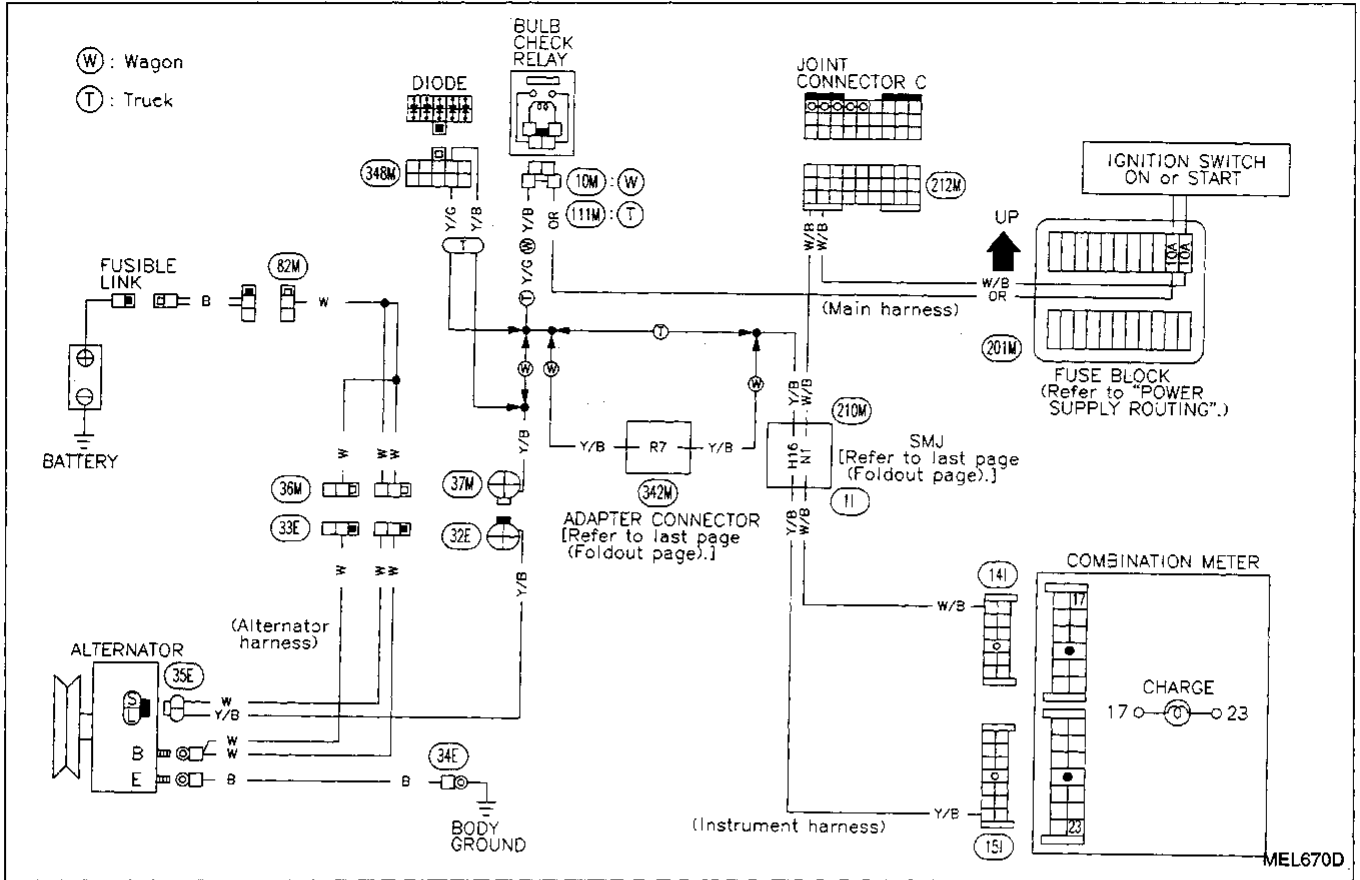 W : Wagon
T : Truck
BULB
CHECK
RELAY
DIODE
JOINT
CONNECTOR C
IGNITION SWITCH
ON or START
348M
10M : W
111M : T
212M
UP
10A
10A
Y/G
Y/B
Y/B
OR
W/B
W/B
T
W
Y/G
T
W/B
OR
(Main harness)
201M
FUSE BLOCK
(Refer to "POWER
SUPPLY ROUTING".)
FUSIBLE
LINK
82M
B
W
BATTERY
T
W
W
W
Y/B
Y/B
R7
Y/B
342M
ADAPTER CONNECTOR
[Refer to last page
(Foldout page).]
Y/B
W/B
210M
H16
N1
SMJ
[Refer to last page
(Foldout page).]
1I
Y/B
W/B
W
W
W
36M
37M
33E
32E
W
W
W
Y/B
(Alternator
harness)
ALTERNATOR
35E
S
L
W
Y/B
B
W
W
E
B
B
34E
BODY
GROUND
COMBINATION METER
14I
W/B
17
CHARGE
17
23
(Instrument harness)
Y/B
15I
23
MEL670D